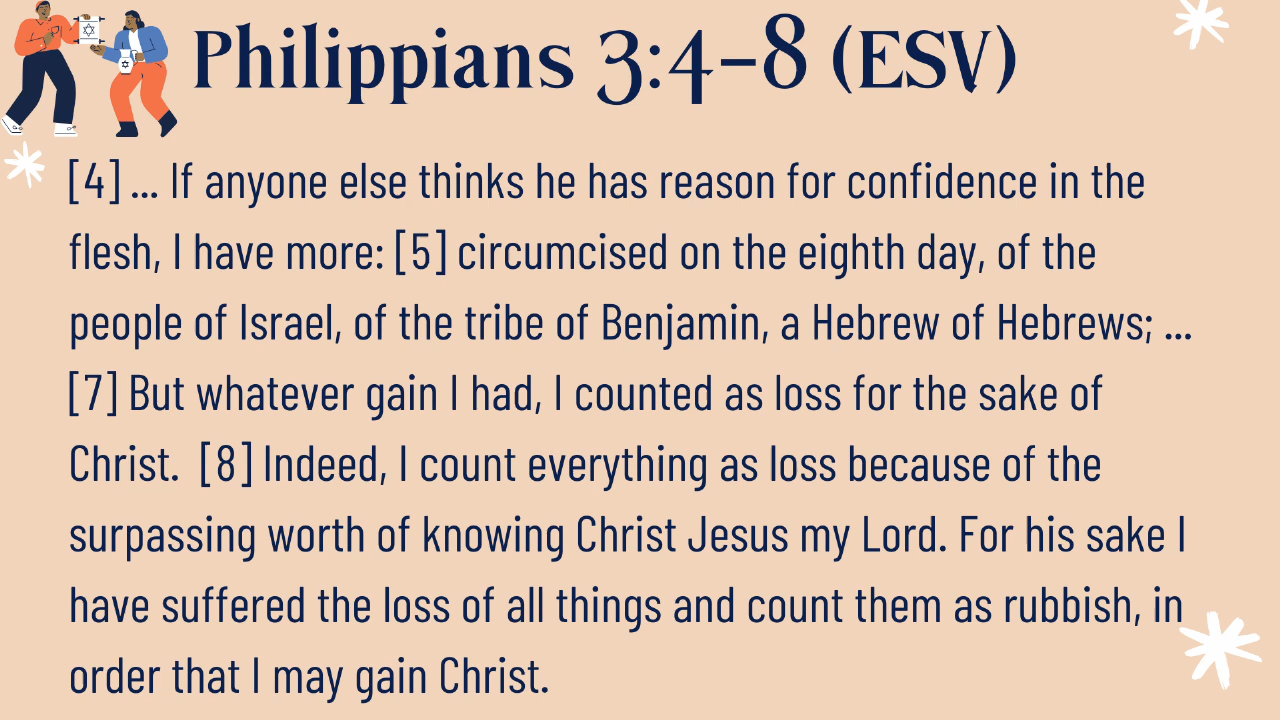 Philippians 3:4-8 (ESV)
[4] ... If anyone else thinks he has reason for confidence in the
flesh, I have more: [5] circumcised on the eighth day, of the
people of Israel, of the tribe of Benjamin, a Hebrew of Hebrews; ...
[7] But whatever gain I had, I counted as loss for the sake of
Christ.  [8] Indeed, I count everything as loss because of the
surpassing worth of knowing Christ Jesus my Lord. For his sake I
have suffered the loss of all things and count them as rubbish, in
order that I may gain Christ.